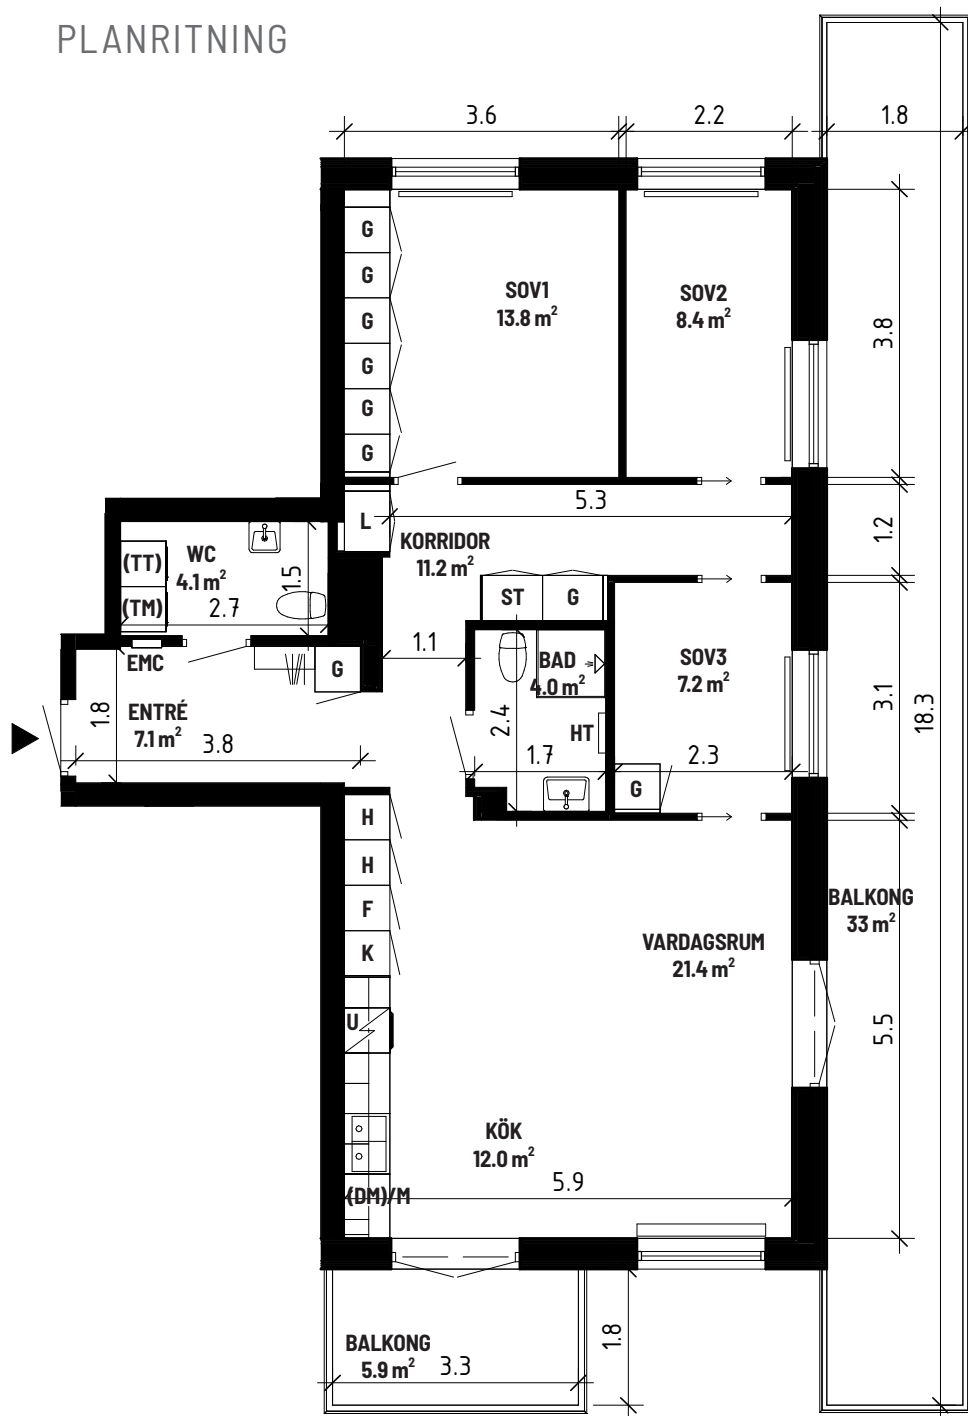 PLANRITNING
3.6
2.2
1.8
G
G
G
G
G
G
SOV1
13.8 m²
SOV2
8.4 m²
3.8
5.3
L
KORRIDOR
11.2 m²
1.2
(TT)
WC
4.1 m²
1.5
(TM)
2.7
ST
G
1.1
EMC
G
BAD
4.0 m²
SOV3
7.2 m²
3.1
18.3
ENTRÉ
7.1 m²
1.8
3.8
2.4
HT
1.7
2.3
G
H
H
F
K
BALKONG
33 m²
VARDAGSRUM
21.4 m²
U
5.5
KÖK
12.0 m²
(DM)/M
5.9
BALKONG
5.9 m²
3.3
1.8